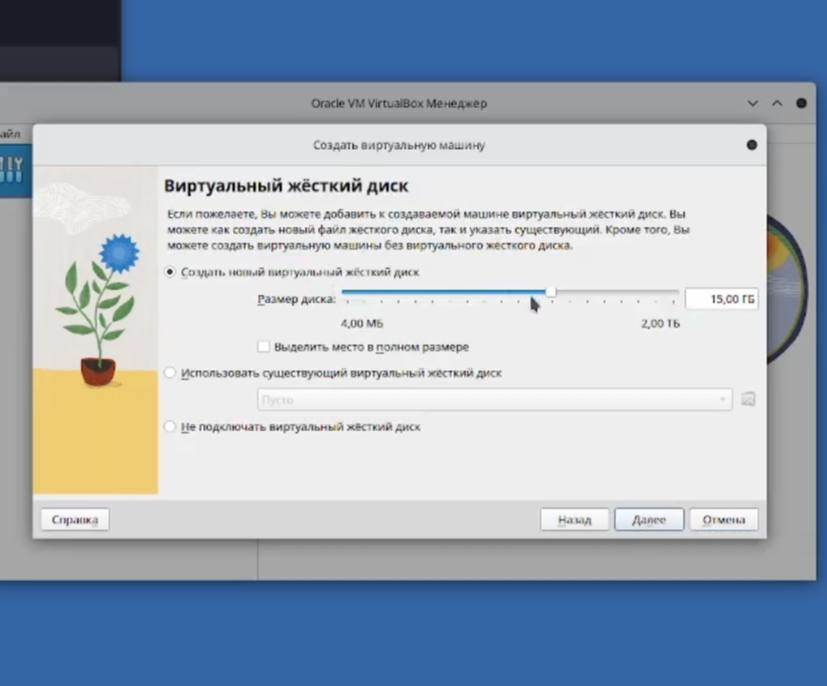 Oracle VM VirtualBox Менеджер
айл
Создать виртуальную машину
Виртуальный жёсткий диск
Если пожелаете, Вы можете добавить к создаваемой машине виртуальный жёсткий диск. Вы
можете как создать новый файл жёсткого диска, так и указать существующий. Кроме того, Вы
можете создать виртуальную машины без виртуального жёсткого диска.
Создать новый виртуальный жёсткий диск
Размер диска: 15,00 ГБ
4,00 МБ 2,00 ТБ
Выделить место в полном размере
Использовать существующий виртуальный жёсткий диск
Пусто
Не подключать виртуальный жёсткий диск
Справка Назад Далее Отмена